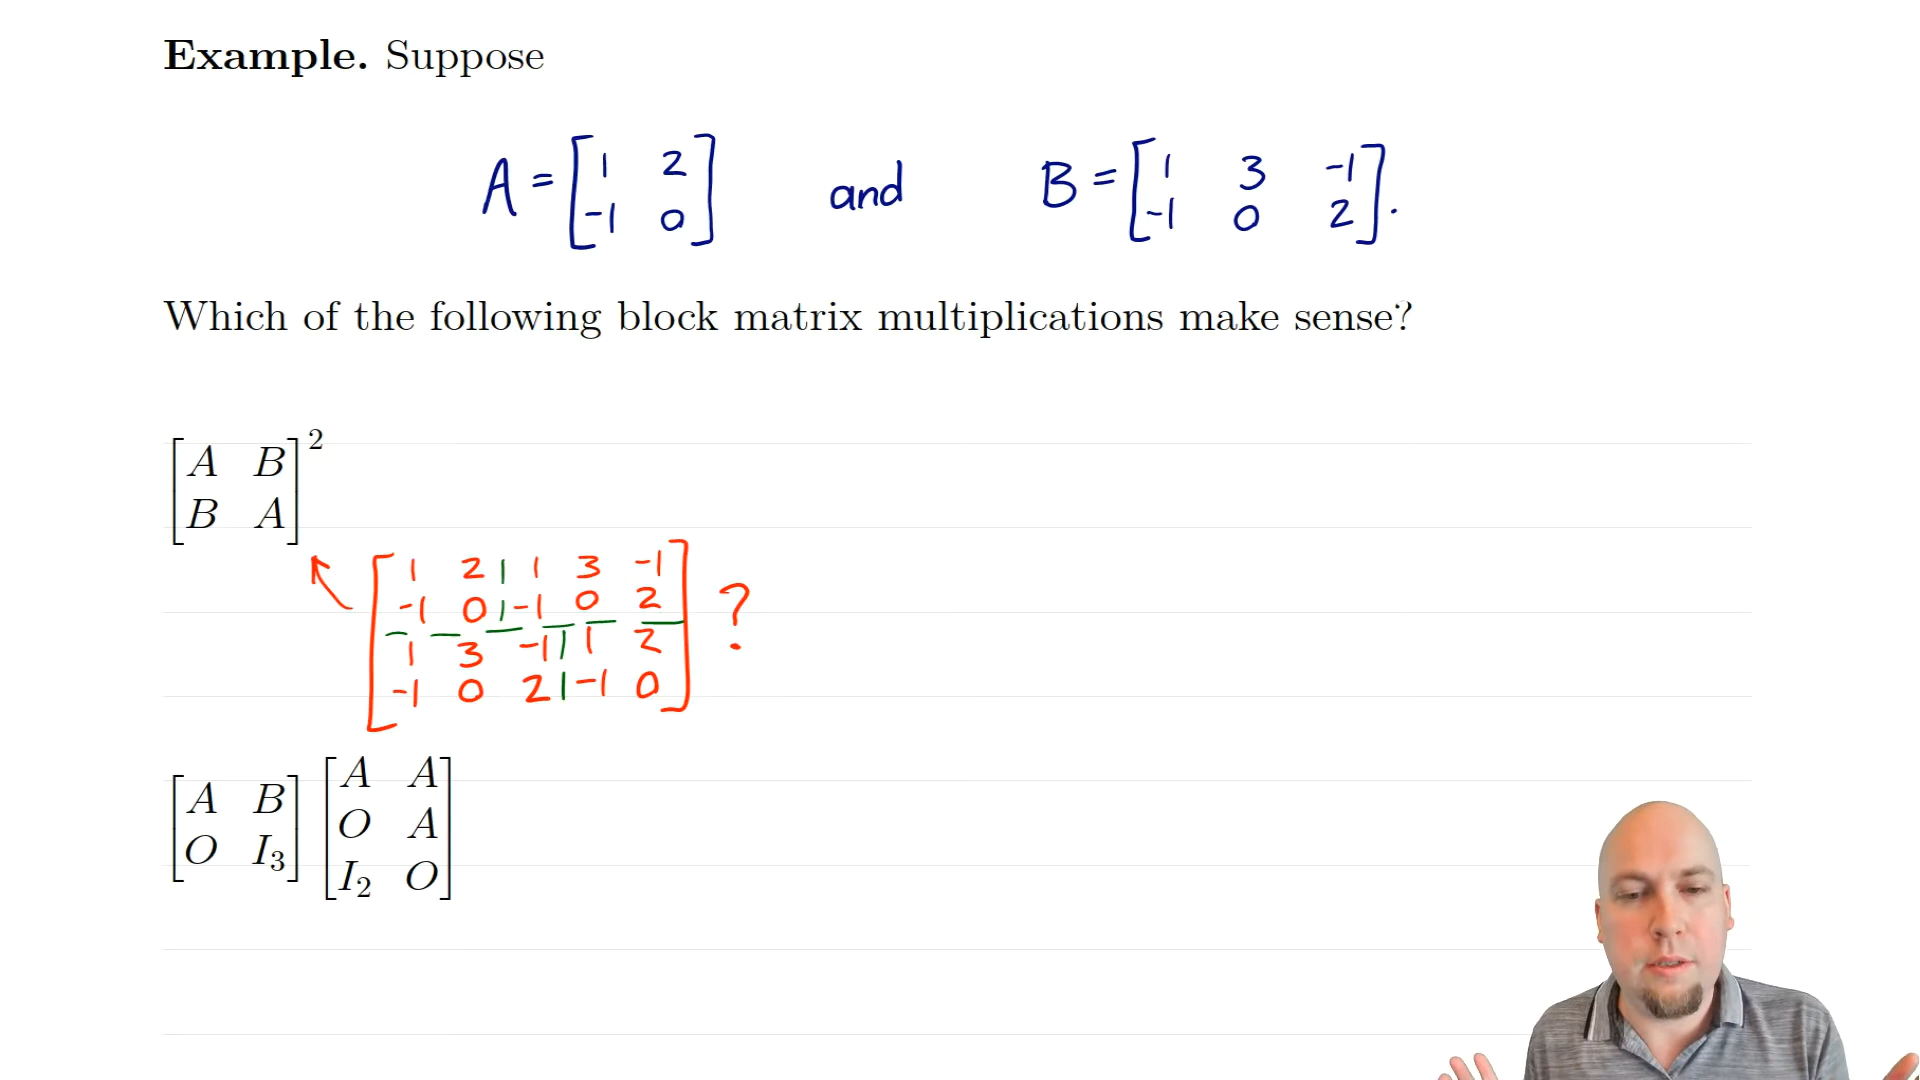 Example. Suppose
A = [ 1 2 and B = [ 1 3 -1
-1 0 ] -1 0 2 ].
Which of the following block matrix multiplications make sense?
[ A B ]²
[ B A ]
[ 1 2 | 1 3 -1
-1 0 | -1 0 2
1 3 -1 | 1 2
-1 0 2 | -1 0 ] ?
[ A B ] [ A A ]
[ O I₃ ] [ O A ]
[ I₂ O ]